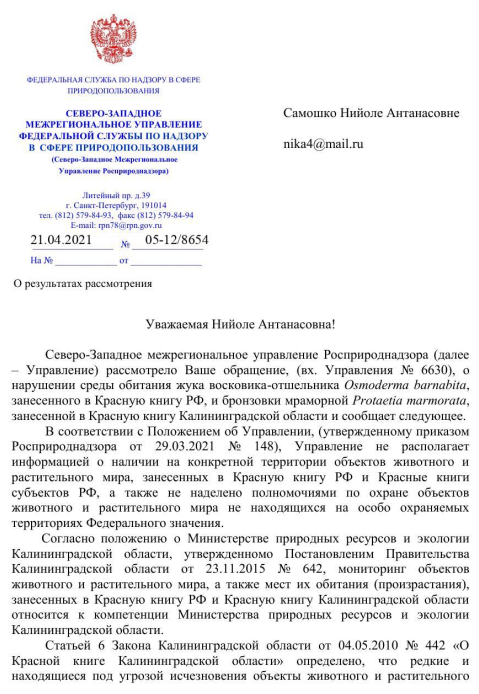 ФЕДЕРАЛЬНАЯ СЛУЖБА ПО НАДЗОРУ В СФЕРЕ
ПРИРОДОПОЛЬЗОВАНИЯ
СЕВЕРО-ЗАПАДНОЕ
МЕЖРЕГИОНАЛЬНОЕ УПРАВЛЕНИЕ
ФЕДЕРАЛЬНОЙ СЛУЖБЫ ПО НАДЗОРУ
В СФЕРЕ ПРИРОДОПОЛЬЗОВАНИЯ
(Северо-Западное Межрегиональное
Управление Росприроднадзора)
Литейный пр. д.39
г. Санкт-Петербург, 191014
тел. (812) 579-84-93, факс (812) 579-84-94
E-mail: rpn78@rpn.gov.ru
21.04.2021 № 05-12/8654
На № ____________ от ______________
Самошко Нийоле Антанасовне
nika4@mail.ru
О результатах рассмотрения
Уважаемая Нийоле Антанасовна!
Северо-Западное межрегиональное управление Росприроднадзора (далее
– Управление) рассмотрело Ваше обращение, (вх. Управления № 6630), о
нарушении среды обитания жука восковика-отшельника Osmoderma barnabita,
занесенного в Красную книгу РФ, и бронзовки мраморной Protaetia marmorata,
занесенной в Красную книгу Калининградской области и сообщает следующее.
В соответствии с Положением об Управлении, (утвержденному приказом
Росприроднадзора от 29.03.2021 № 148), Управление не располагает
информацией о наличии на конкретной территории объектов животного и
растительного мира, занесенных в Красную книгу РФ и Красные книги
субъектов РФ, а также не наделено полномочиями по охране объектов
животного и растительного мира не находящихся на особо охраняемых
территориях Федерального значения.
Согласно положению о Министерстве природных ресурсов и экологии
Калининградской области, утвержденному Постановлением Правительства
Калининградской области от 23.11.2015 № 642, мониторинг объектов
животного и растительного мира, а также мест их обитания (произрастания),
занесенных в Красную книгу РФ и Красную книгу Калининградской области
относится к компетенции Министерства природных ресурсов и экологии
Калининградской области.
Статьей 6 Закона Калининградской области от 04.05.2010 № 442 «О
Красной книге Калининградской области» определено, что редкие и
находящиеся под угрозой исчезновения объекты животного и растительного